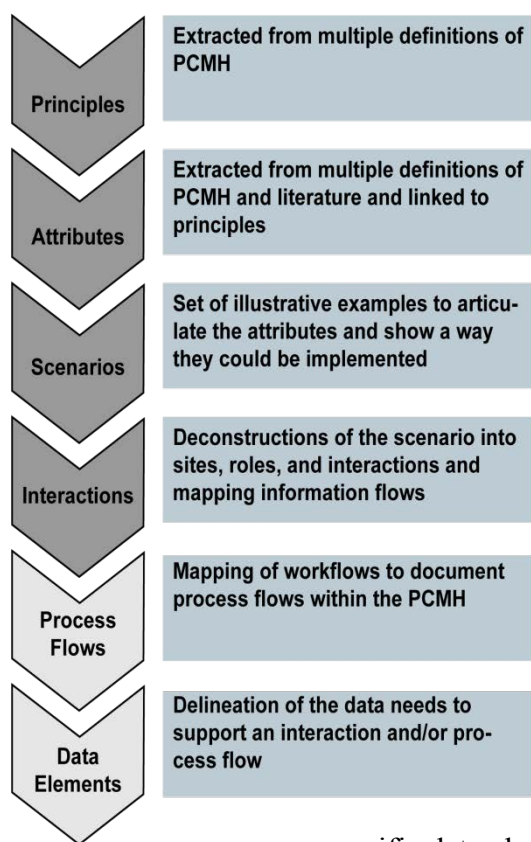 Principles
Extracted from multiple definitions of
PCMH
Attributes
Extracted from multiple definitions of
PCMH and literature and linked to
principles
Scenarios
Set of illustrative examples to articu-
late the attributes and show a way
they could be implemented
Interactions
Deconstructions of the scenario into
sites, roles, and interactions and
mapping information flows
Process
Flows
Mapping of workflows to document
process flows within the PCMH
Data
Elements
Delineation of the data needs to
support an interaction and/or pro-
cess flow